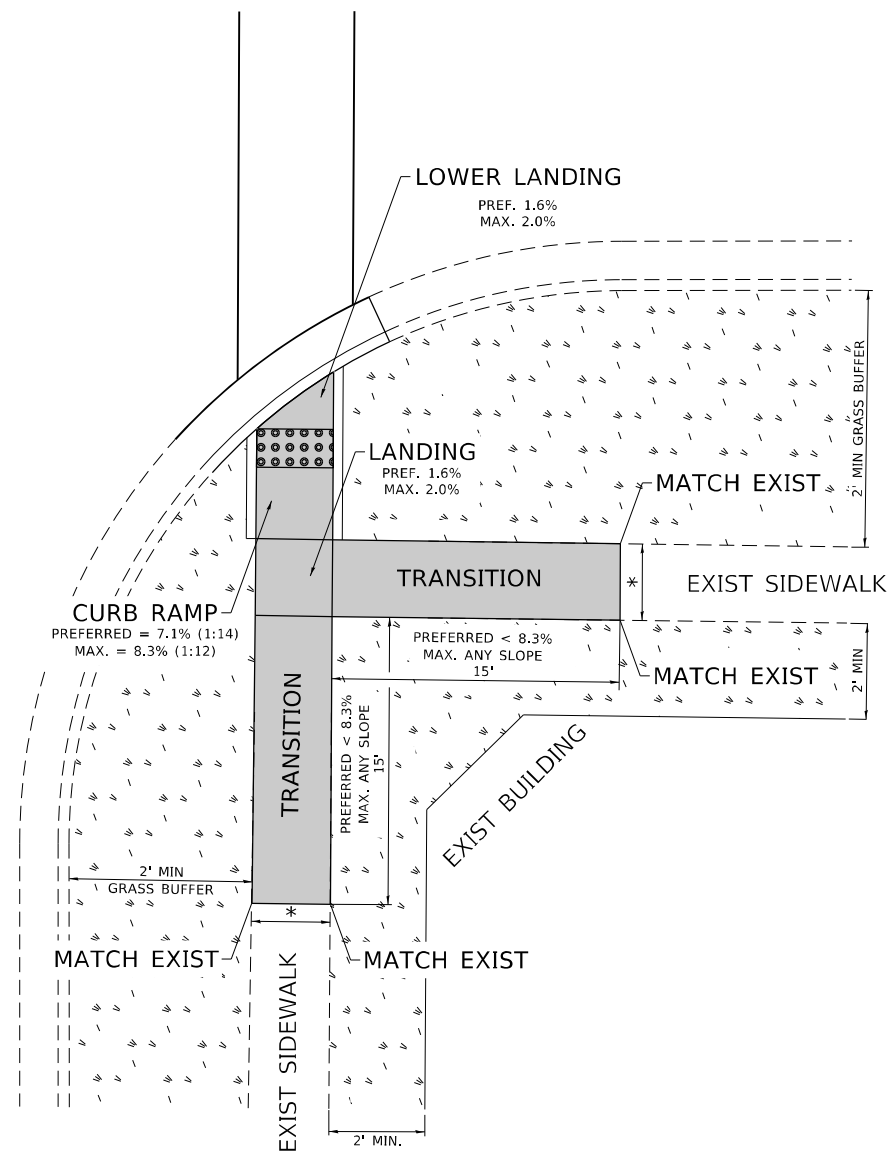 LOWER LANDING
PREF. 1.6%
MAX. 2.0%
2' MIN GRASS BUFFER
LANDING
PREF. 1.6%
MAX. 2.0%
MATCH EXIST
TRANSITION
*
EXIST SIDEWALK
CURB RAMP
PREFERRED = 7.1% (1:14)
MAX. = 8.3% (1:12)
PREFERRED < 8.3%
MAX. ANY SLOPE
15'
MATCH EXIST
2' MIN
TRANSITION
PREFERRED < 8.3%
MAX. ANY SLOPE
15'
EXIST BUILDING
2' MIN
GRASS BUFFER
*
MATCH EXIST
MATCH EXIST
EXIST SIDEWALK
2' MIN.